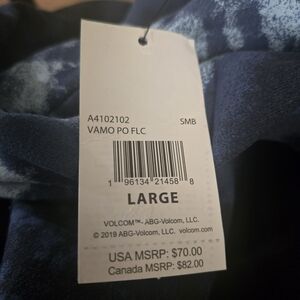 A4102102 SMB
VAMO PO FLC
1 96134 21458 8
LARGE
VOLCOM™- ABG-Volcom, LLC.
© 2019 ABG-Volcom, LLC. volcom.com
USA MSRP: $70.00
Canada MSRP: $82.00